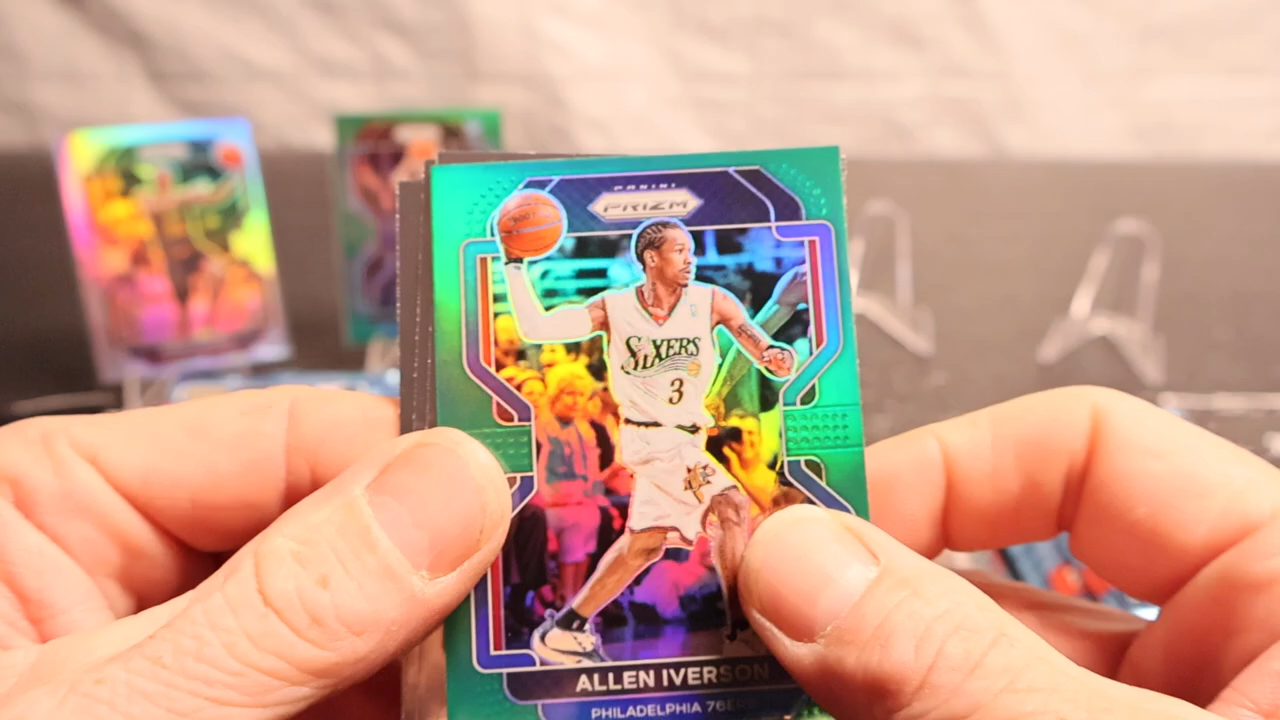 PANINI
PRIZM
SIXERS
3
ALLEN IVERSON
PHILADELPHIA 76ERS